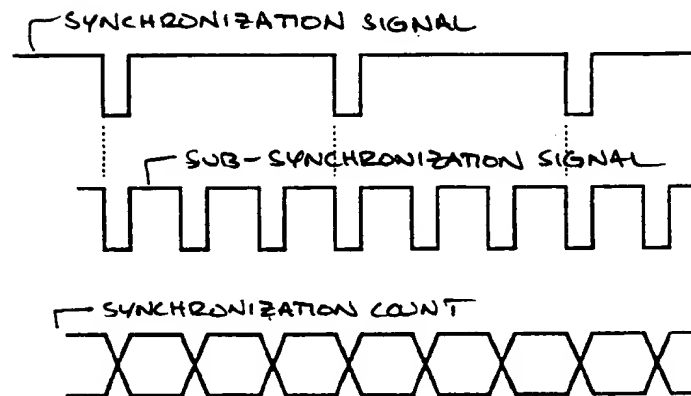 SYNCHRONIZATION SIGNAL
SUB-SYNCHRONIZATION SIGNAL
SYNCHRONIZATION COUNT